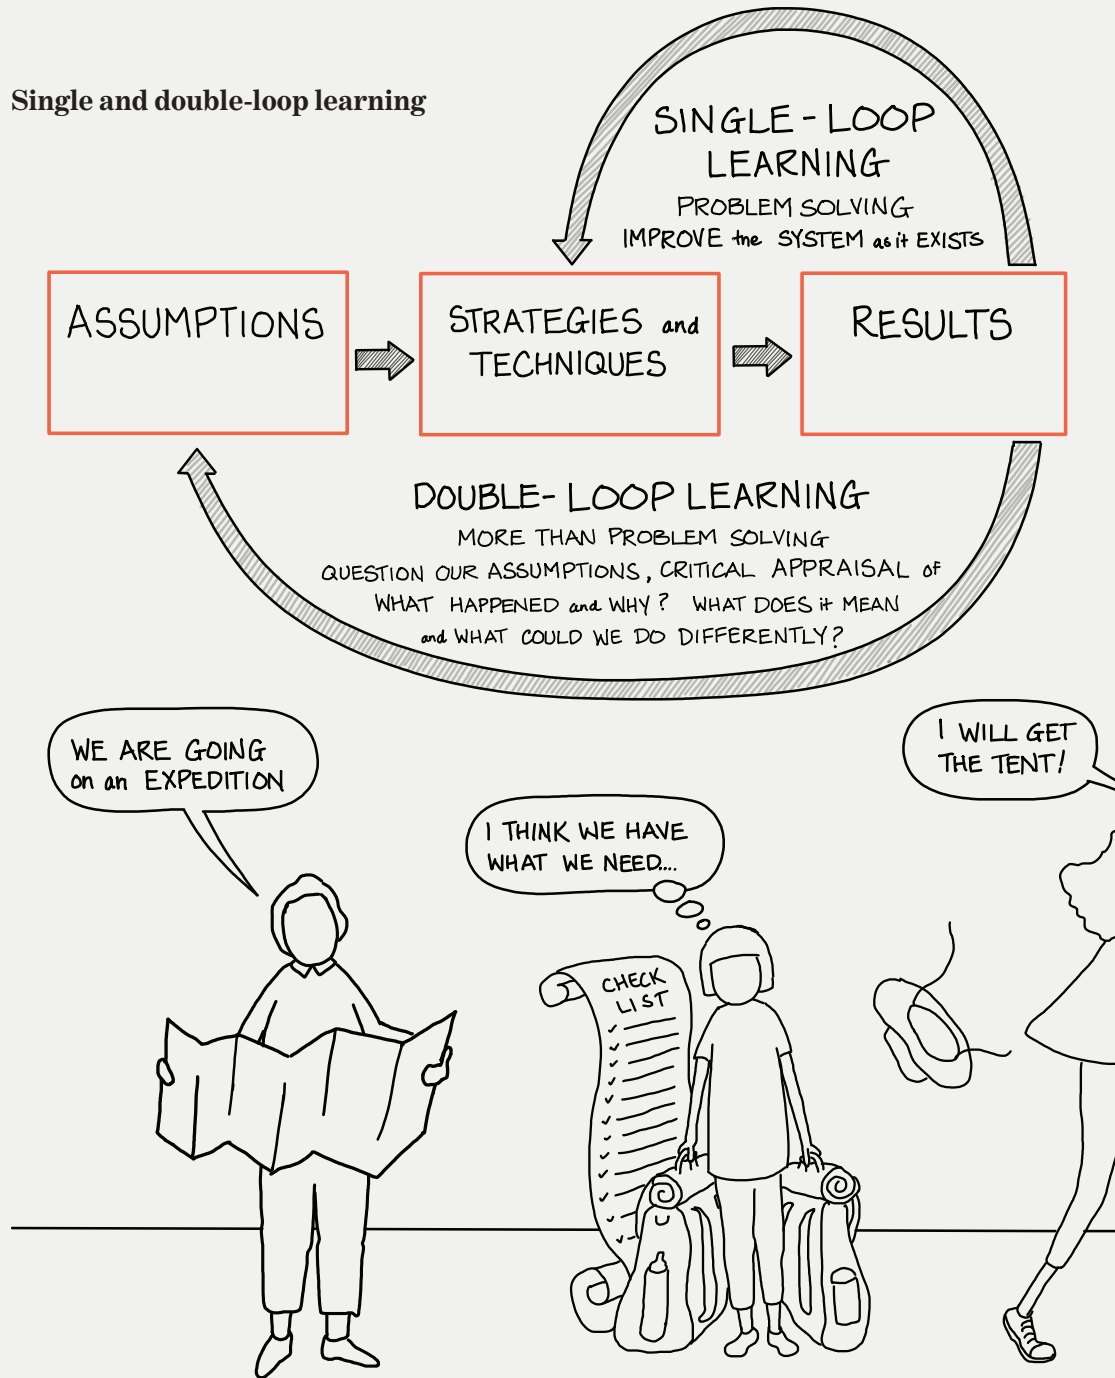 Single and double-loop learning
SINGLE-LOOP
LEARNING
PROBLEM SOLVING
IMPROVE the SYSTEM as it EXISTS
ASSUMPTIONS
STRATEGIES and
TECHNIQUES
RESULTS
DOUBLE-LOOP LEARNING
MORE THAN PROBLEM SOLVING
QUESTION OUR ASSUMPTIONS, CRITICAL APPRAISAL of
WHAT HAPPENED and WHY? WHAT DOES it MEAN
and WHAT COULD WE DO DIFFERENTLY?
WE ARE GOING
on an EXPEDITION
I THINK WE HAVE
WHAT WE NEED....
I WILL GET
THE TENT!
CHECK
LIST